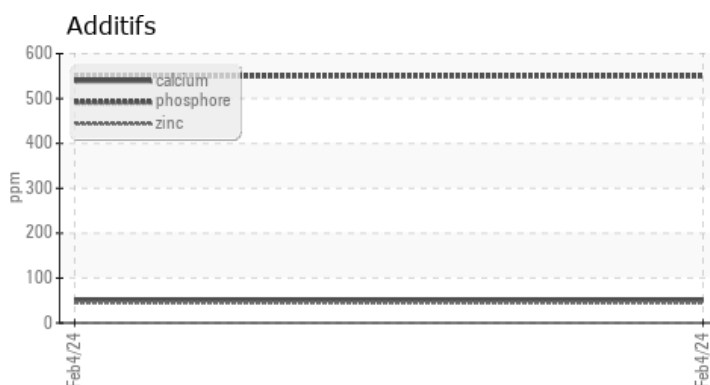 Additifs
600
500
400
300
200
100
0
ppm
calcium
phosphore
zinc
Feb4/24
Feb4/24